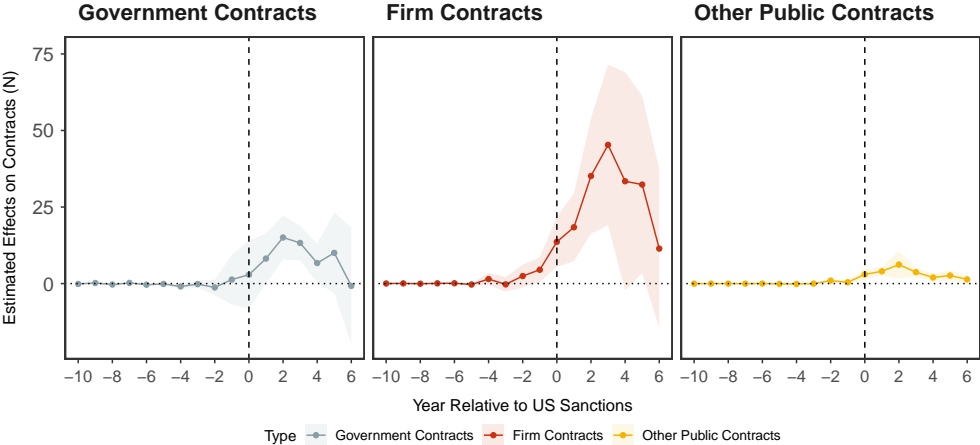 Government Contracts
Firm Contracts
Other Public Contracts
Estimated Effects on Contracts (N)
75
50
25
0
−10 −8 −6 −4 −2 0 2 4 6
−10 −8 −6 −4 −2 0 2 4 6
−10 −8 −6 −4 −2 0 2 4 6
Year Relative to US Sanctions
Type Government Contracts Firm Contracts Other Public Contracts